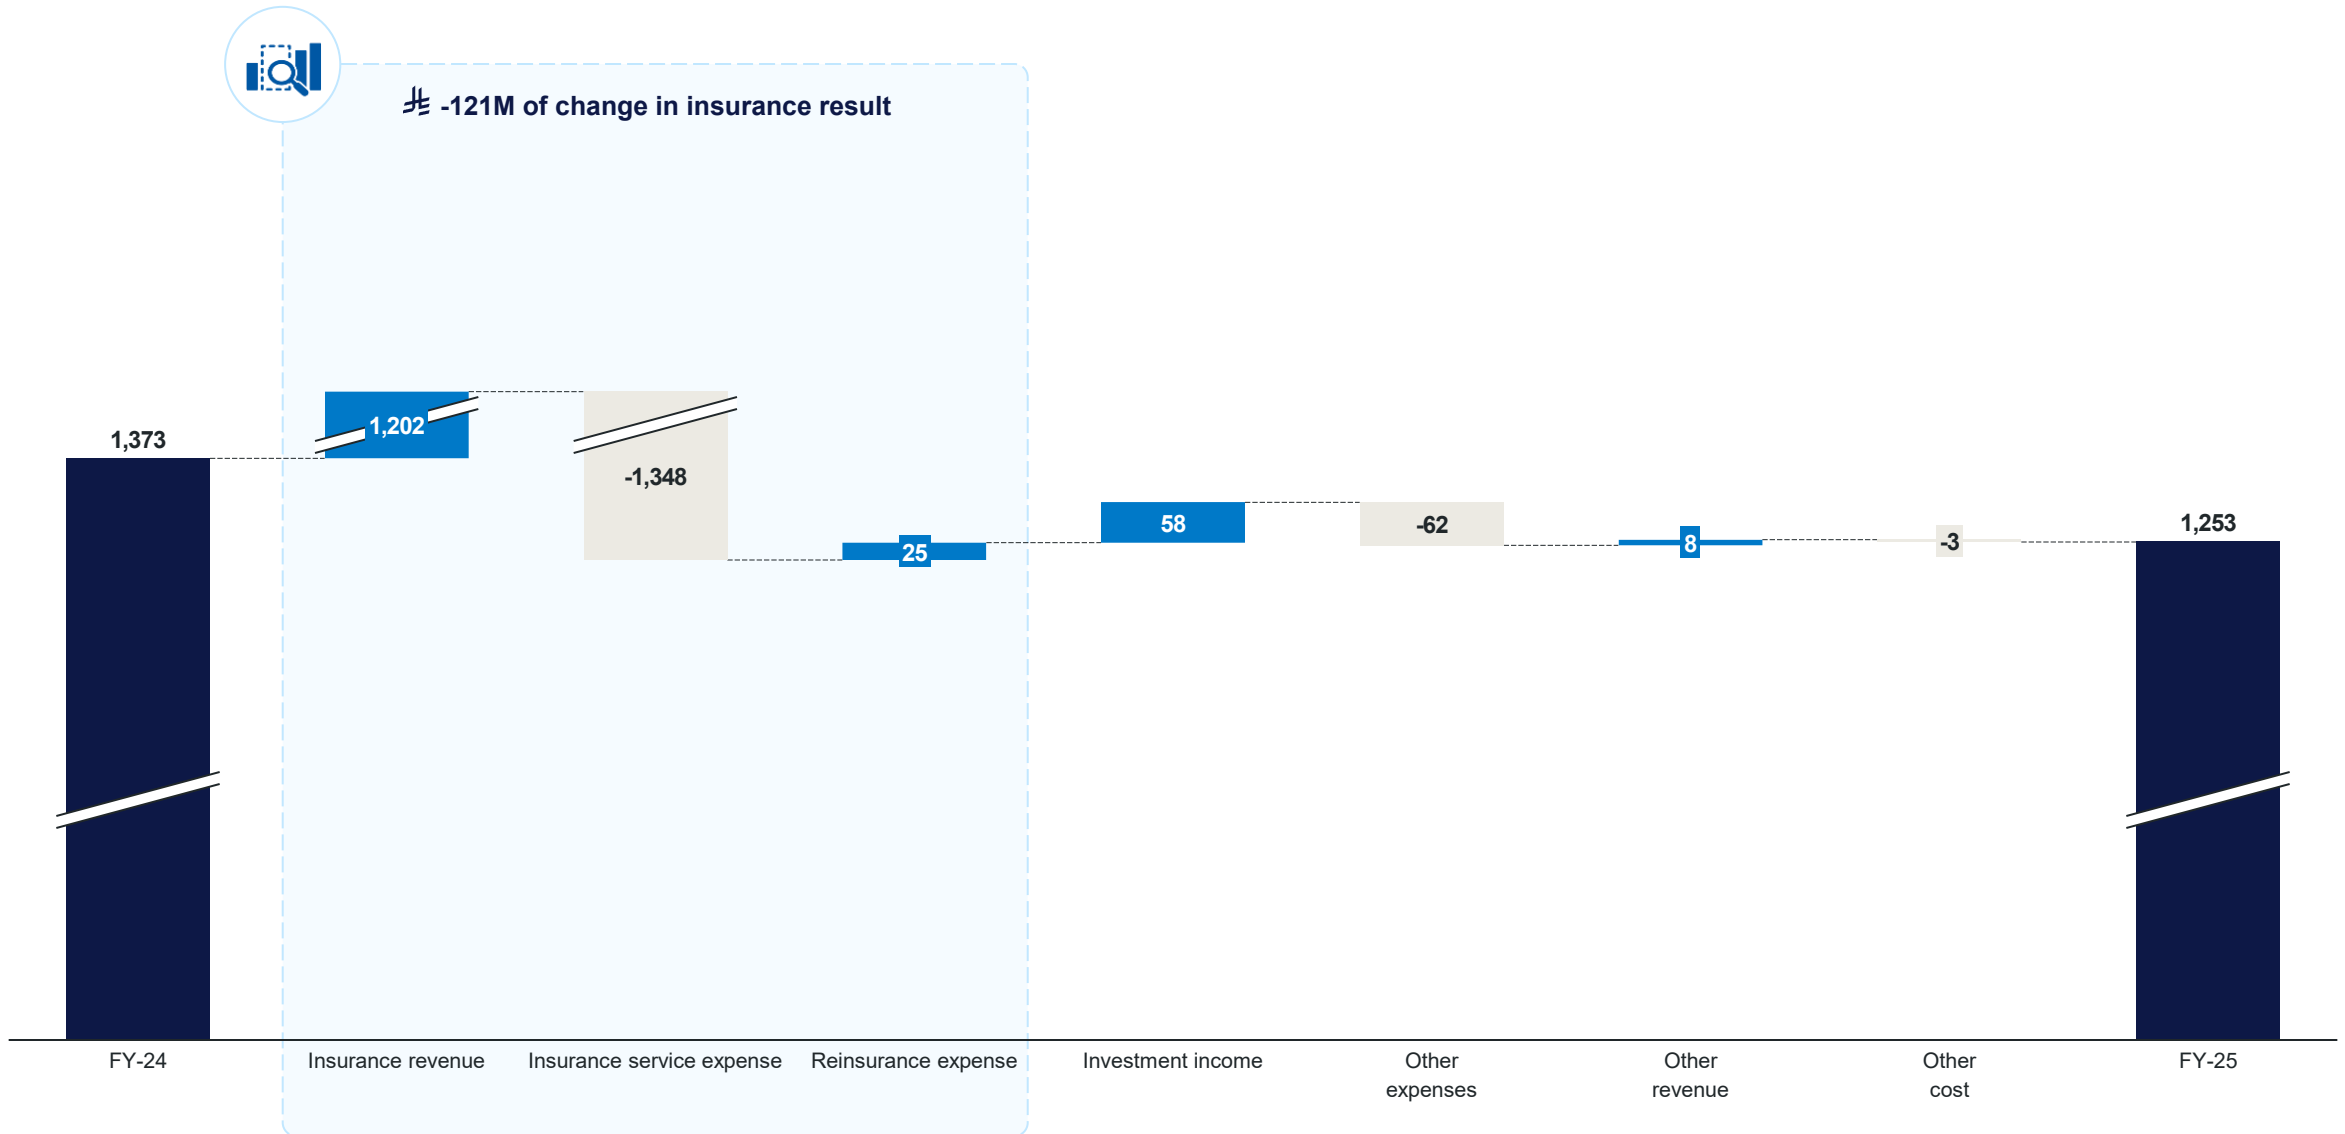 -121M of change in insurance result
1,373
1,202
-1,348
25
58
-62
8
-3
1,253
FY-24
Insurance revenue
Insurance service expense
Reinsurance expense
Investment income
Other
expenses
Other
revenue
Other
cost
FY-25